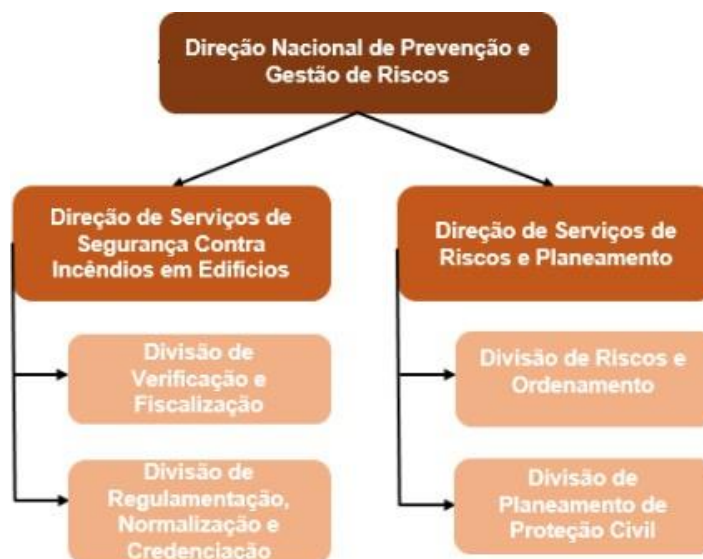 Direção Nacional de Prevenção e
Gestão de Riscos
Direção de Serviços de
Segurança Contra
Incêndios em Edifícios
Divisão de
Verificação e
Fiscalização
Divisão de
Regulamentação,
Normalização e
Credenciação
Direção de Serviços de
Riscos e Planeamento
Divisão de Riscos e
Ordenamento
Divisão de
Planeamento de
Proteção Civil